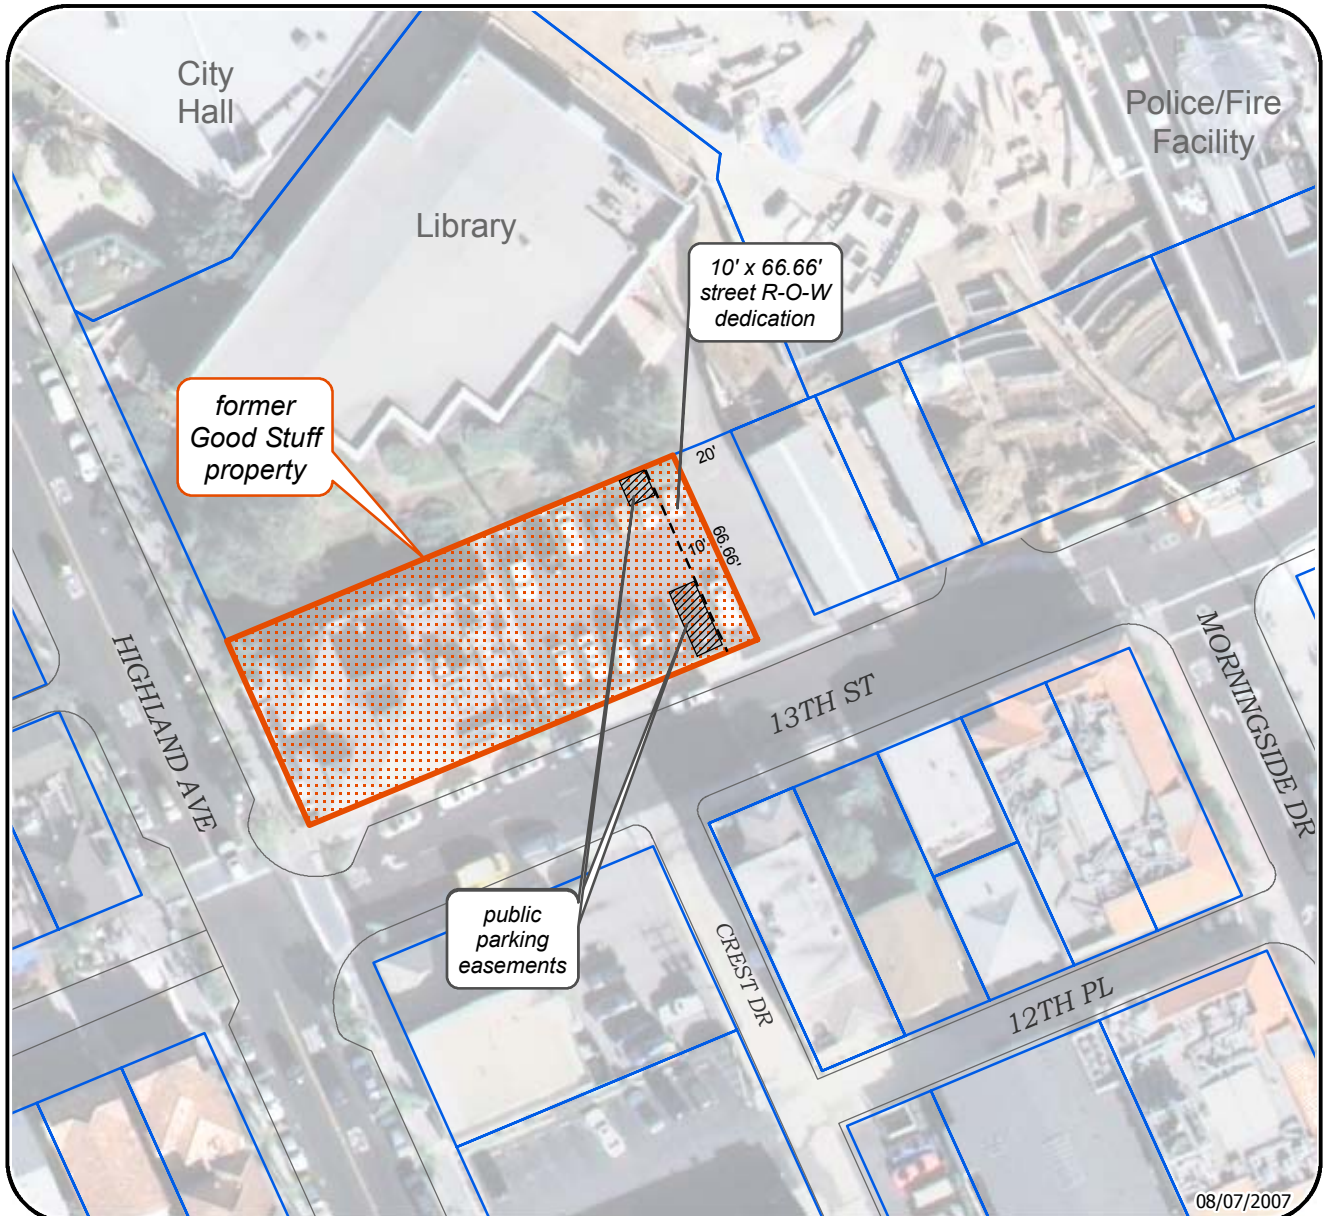 City
Hall
Police/Fire
Facility
Library
10' x 66.66'
street R-O-W
dedication
former
Good Stuff
property
20'
10'
66.66'
HIGHLAND AVE
13TH ST
MORNINGSIDE DR
public
parking
easements
CREST DR
12TH PL
08/07/2007